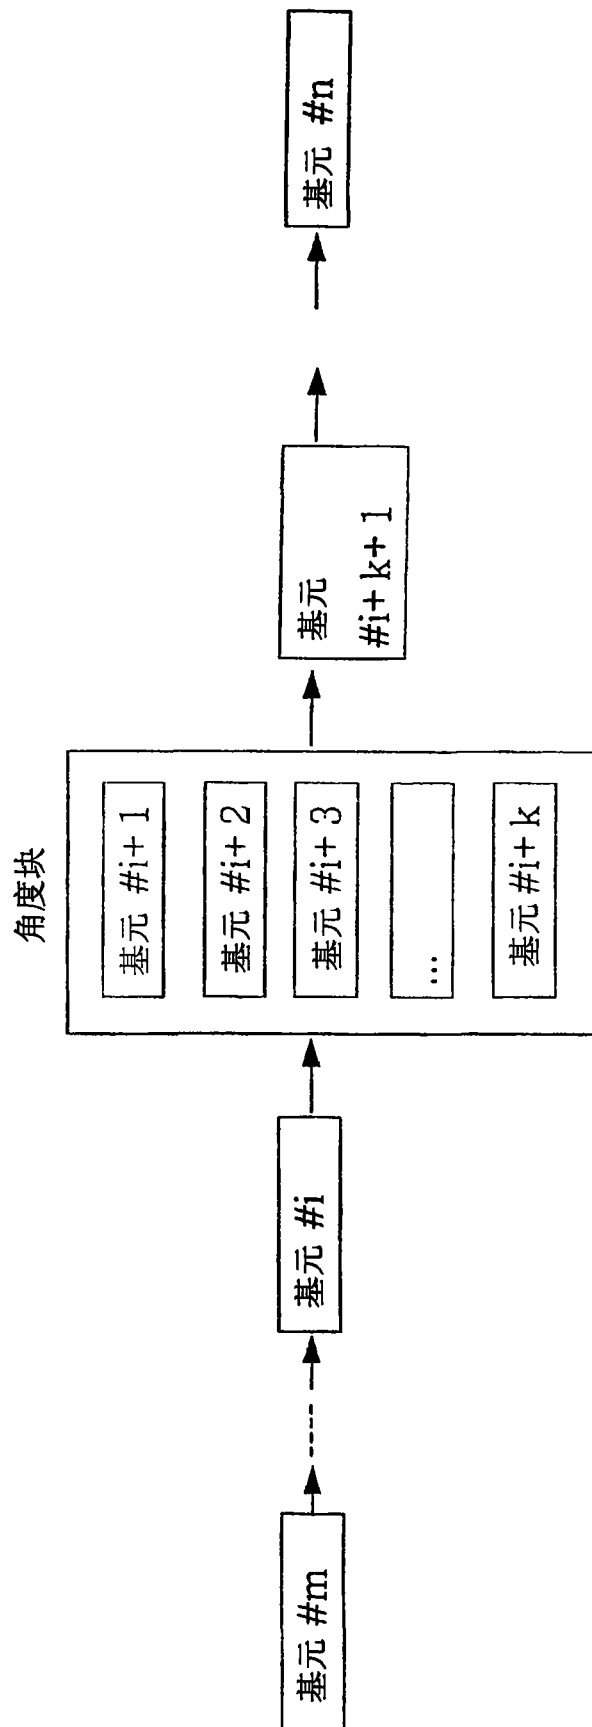 角度块
基元 #m
基元 #i
基元 #i+1
基元 #i+2
基元 #i+3
...
基元 #i+k
基元
#i+k+1
基元 #n